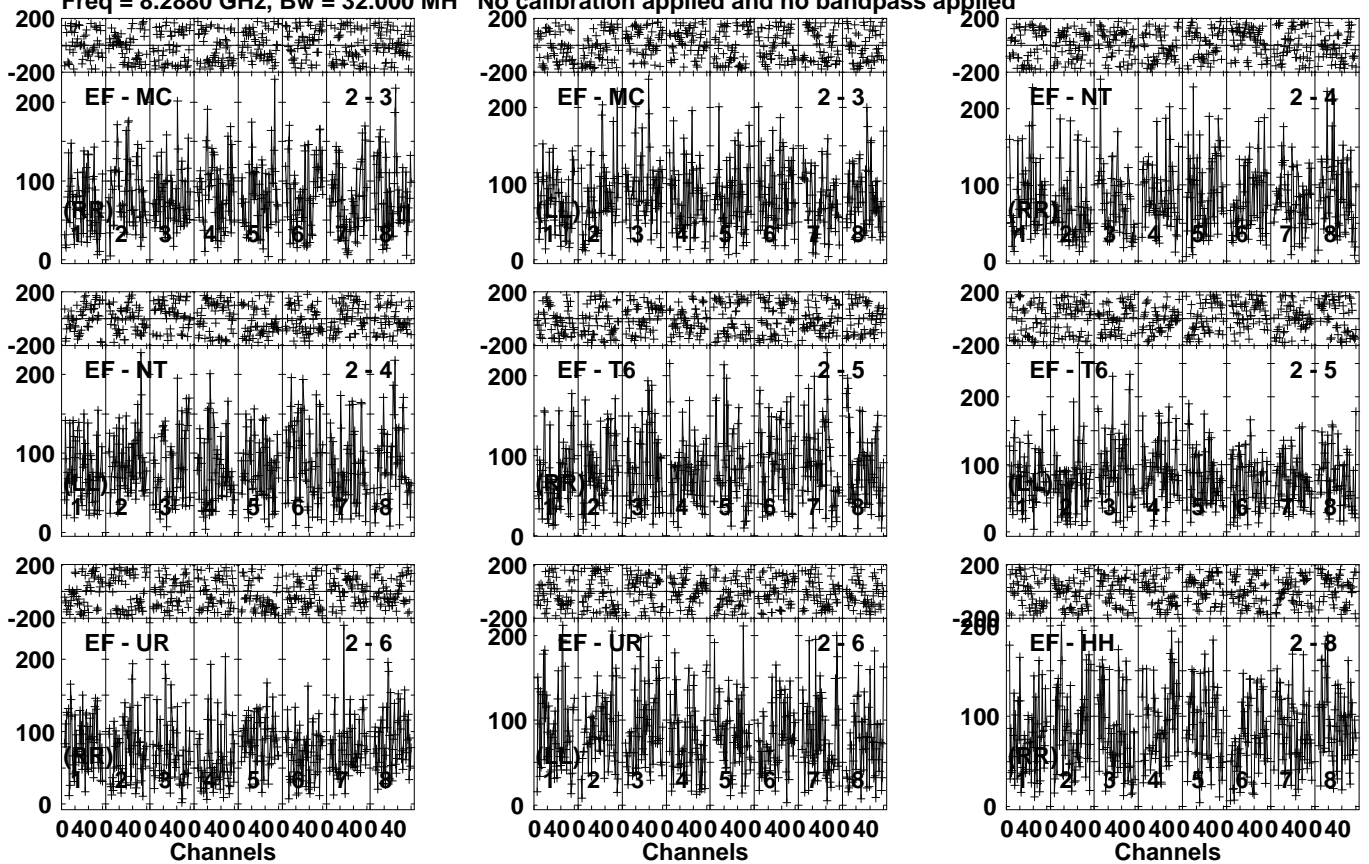 Freq = 8.2880 GHz, Bw = 32.000 MH No calibration applied and no bandpass applied
200 200 200
-200 -200 -200
200 EF - MC 2 - 3 200 EF - MC 2 - 3 200 EF - NT 2 - 4
100 100 100
(RR) (LL) (RR)
1 2 3 4 5 6 7 8 1 2 3 4 5 6 7 8 1 2 3 4 5 6 7 8
0 0 0
200 200 200
-200 -200 -200
200 EF - NT 2 - 4 200 EF - T6 2 - 5 200 EF - T6 2 - 5
100 100 100
(LL) (RR) (LL)
1 2 3 4 5 6 7 8 1 2 3 4 5 6 7 8 1 2 3 4 5 6 7 8
0 0 0
200 200 200
-200 -200 -200
200 EF - UR 2 - 6 200 EF - UR 2 - 6 200 EF - HH 2 - 8
100 100 100
(RR) (LL) (RR)
1 2 3 4 5 6 7 8 1 2 3 4 5 6 7 8 1 2 3 4 5 6 7 8
0 0 0
0 40 0 40 0 40 0 40 0 40 0 40 0 40 0 40 0 40 0 40 0 40 0 40 0 40 0 40 0 40 0 40 0 40 0 40 0 40 0 40 0 40 0 40 0 40 0 40
Channels Channels Channels